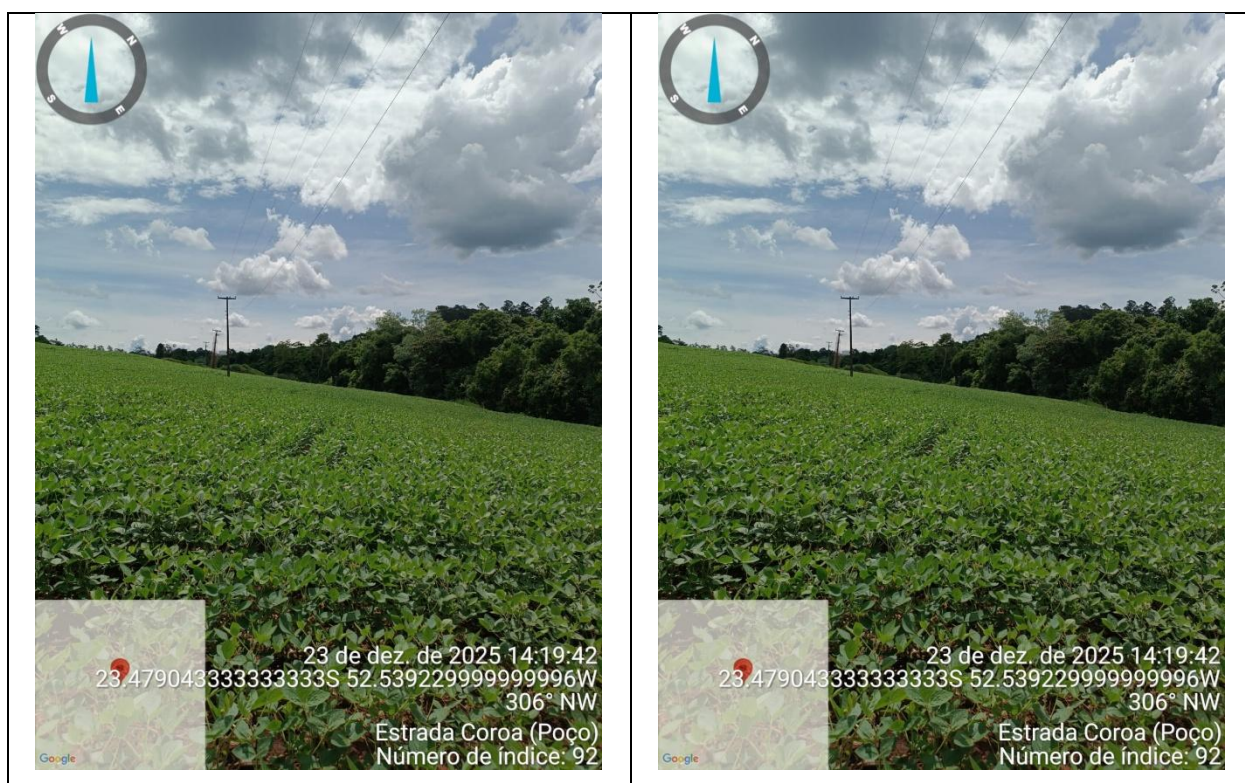 W
N
S
E
23 de dez. de 2025 14:19:42
23.479043333333333S 52.539229999999996W
306° NW
Estrada Coroa (Poço)
Número de índice: 92
Google
W
N
S
E
23 de dez. de 2025 14:19:42
23.479043333333333S 52.539229999999996W
306° NW
Estrada Coroa (Poço)
Número de índice: 92
Google